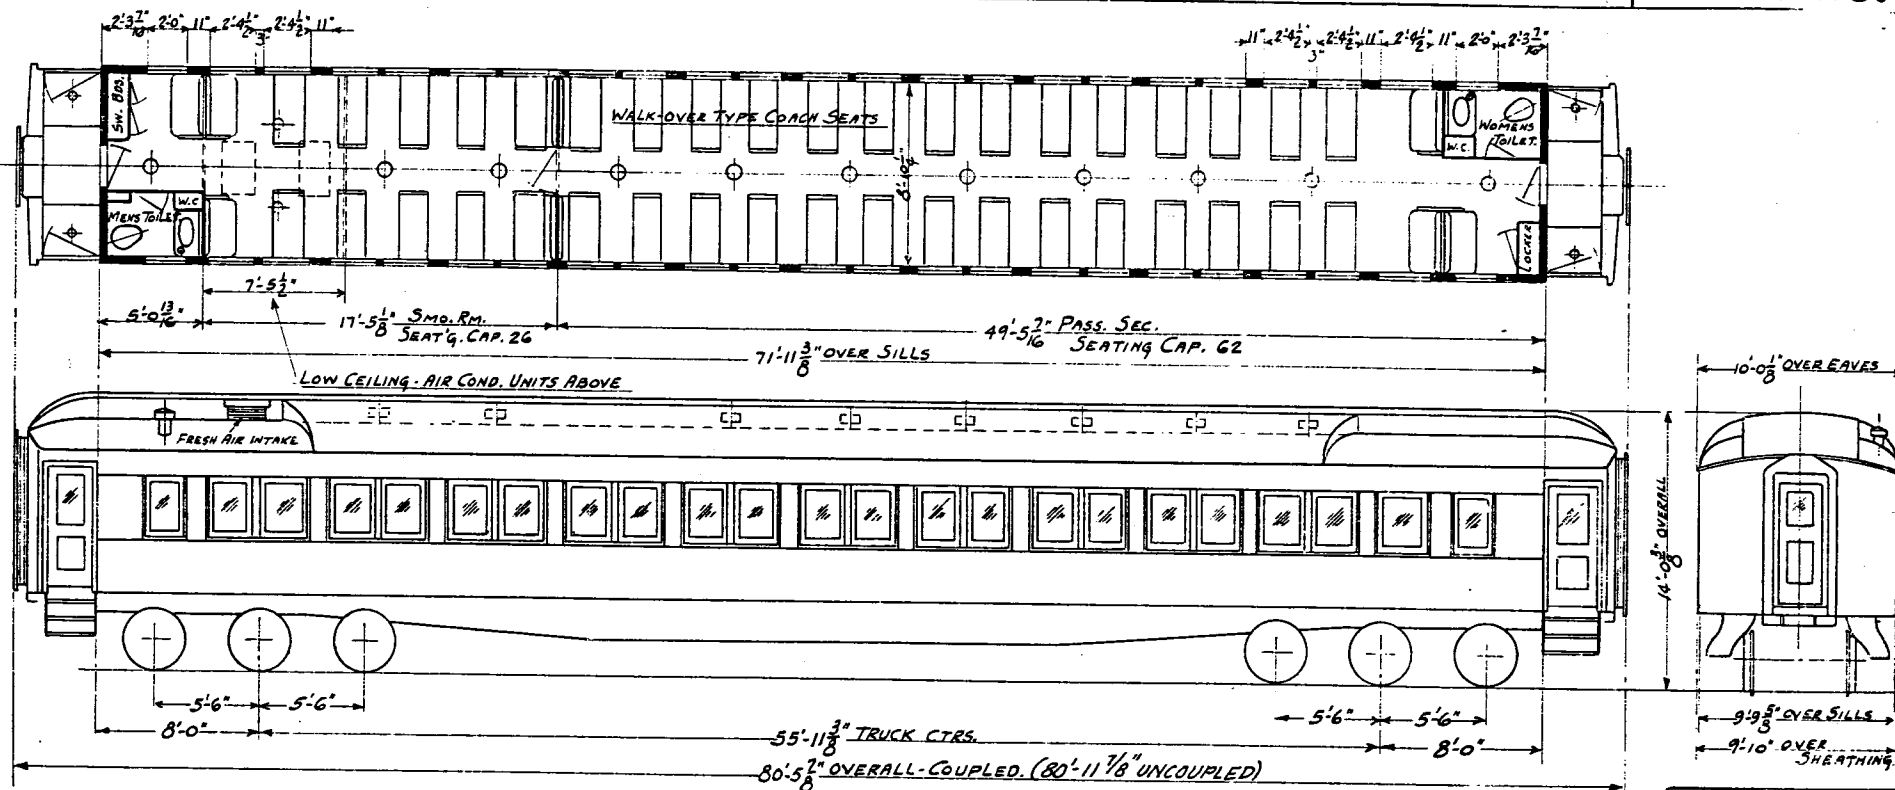 2'-3 7/16" 2'-0" 11" 2'-4 1/2" 3" 2'-4 1/2" 11"
11" 2'-4 1/2" 3" 2'-4 1/2" 11" 2'-4 1/2" 11" 2'-0" 2'-3 7/16"
SW. BDS.
WALK-OVER TYPE COACH SEATS
WOMENS
TOILET.
W.C.
8'-10 1/4"
MENS TOILET.
W.C
LOCKER
7'-5 1/2"
5'-0 13/16"
17'-5 1/8" SMO. RM.
SEAT'G. CAP. 26
49'-5 7/16" PASS. SEC.
SEATING CAP. 62
71'-11 3/8" OVER SILLS
LOW CEILING - AIR COND. UNITS ABOVE
10'-0 1/8" OVER EAVES
FRESH AIR INTAKE
14'-0 3/8" OVERALL
5'-6" 5'-6"
5'-6" 5'-6"
8'-0"
55'-11 3/8" TRUCK CTRS.
8'-0"
9'-9 5/8" OVER SILLS
9'-10" OVER
SHEATHING
80'-5 7/8" OVERALL-COUPLED. (80'-11 7/8" UNCOUPLED)